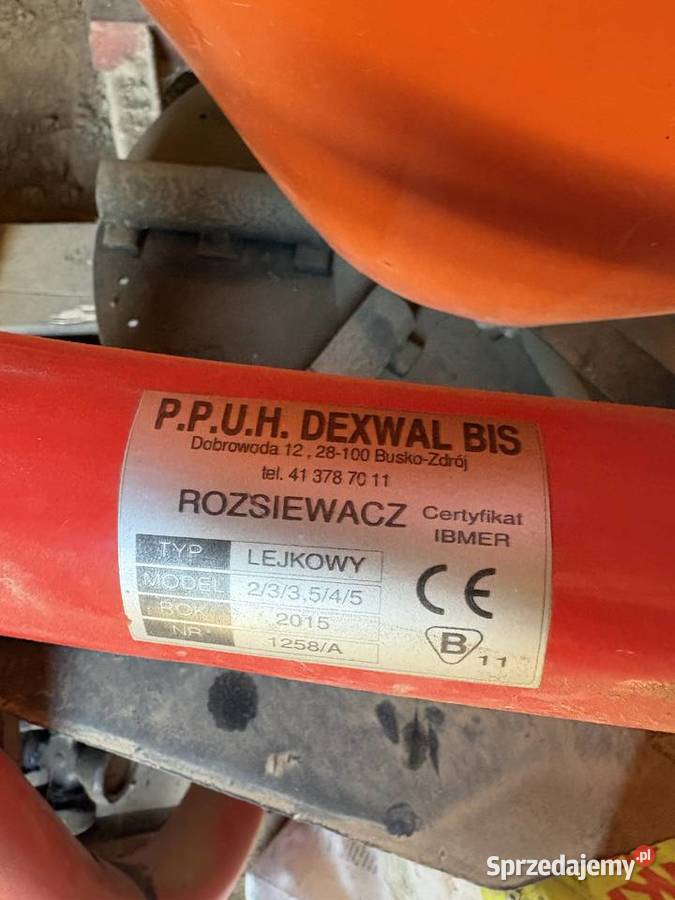 P.P.U.H. DEXWAL BIS
Dobrowoda 12 , 28-100 Busko-Zdrój
tel. 41 378 70 11
ROZSIEWACZ Certyfikat
IBMER
TYP LEJKOWY
MODEL 2/3/3,5/4/5
ROK 2015
NR 1258/A
CE
B 11
Sprzedajemy.pl